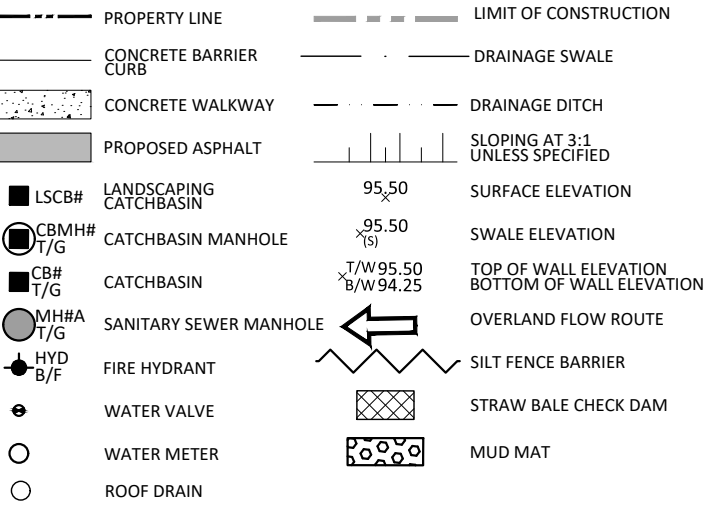 PROPERTY LINE
CONCRETE BARRIER
CURB
CONCRETE WALKWAY
PROPOSED ASPHALT
LSCB#
LANDSCAPING
CATCHBASIN
CBMH#
T/G
CATCHBASIN MANHOLE
CB#
T/G
CATCHBASIN
MH#A
T/G
SANITARY SEWER MANHOLE
HYD
B/F
FIRE HYDRANT
WATER VALVE
WATER METER
ROOF DRAIN
LIMIT OF CONSTRUCTION
DRAINAGE SWALE
DRAINAGE DITCH
SLOPING AT 3:1
UNLESS SPECIFIED
95.50
SURFACE ELEVATION
95.50
(S)
SWALE ELEVATION
T/W 95.50
B/W 94.25
TOP OF WALL ELEVATION
BOTTOM OF WALL ELEVATION
OVERLAND FLOW ROUTE
SILT FENCE BARRIER
STRAW BALE CHECK DAM
MUD MAT